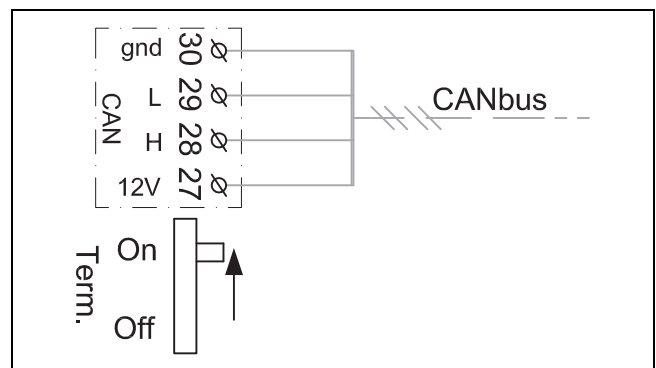 gnd 30
L 29
CANbus
CAN
H 28
12V 27
Term.
On
Off